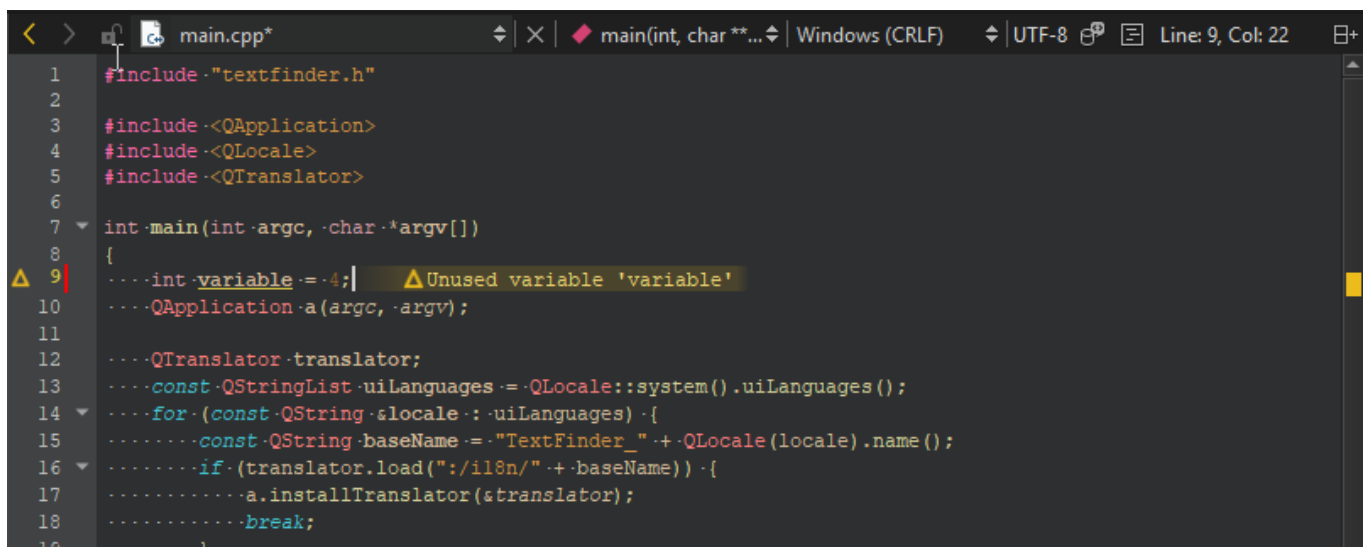 main.cpp* main(int, char **... Windows (CRLF) UTF-8 Line: 9, Col: 22
1 #include "textfinder.h"
2
3 #include <QApplication>
4 #include <QLocale>
5 #include <QTranslator>
6
7 int main(int argc, char *argv[])
8 {
9 int variable = 4; Unused variable 'variable'
10 QApplication a(argc, argv);
11
12 QTranslator translator;
13 const QStringList uiLanguages = QLocale::system().uiLanguages();
14 for (const QString &locale : uiLanguages) {
15 const QString baseName = "TextFinder_" + QLocale(locale).name();
16 if (translator.load(":/i18n/" + baseName)) {
17 a.installTranslator(&translator);
18 break;